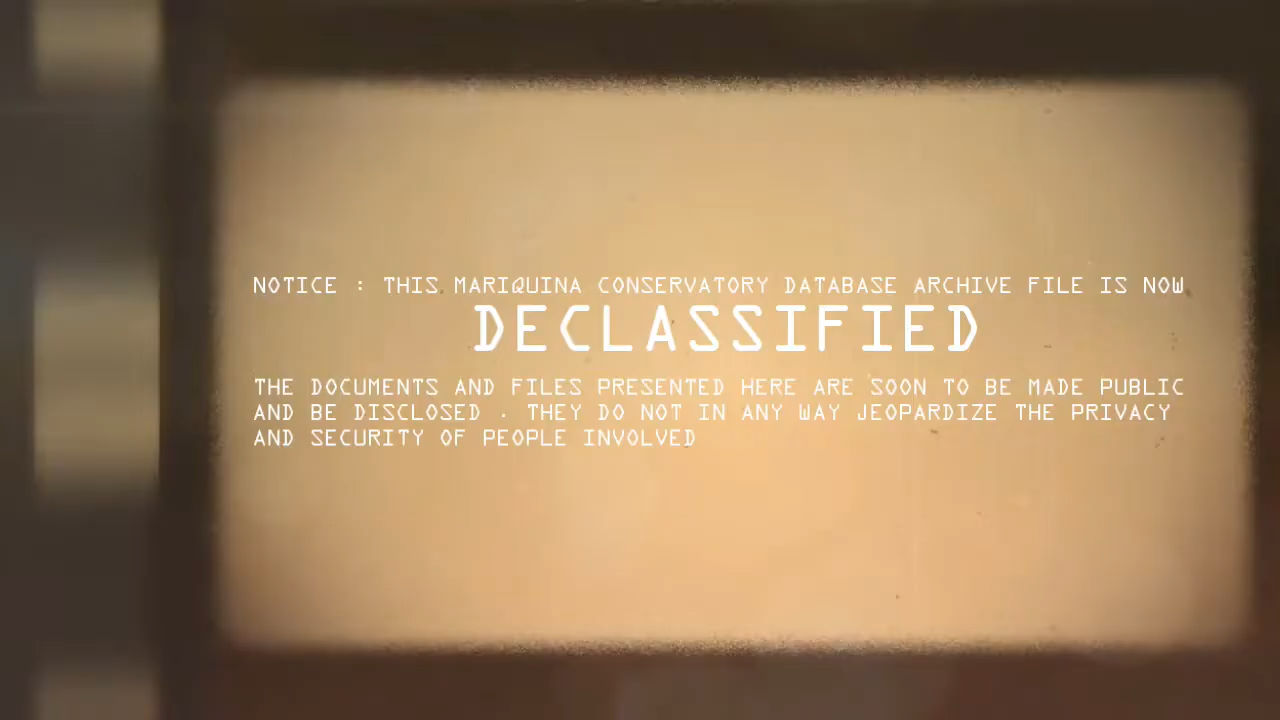 NOTICE : THIS MARIQUINA CONSERVATORY DATABASE ARCHIVE FILE IS NOW
DECLASSIFIED
THE DOCUMENTS AND FILES PRESENTED HERE ARE SOON TO BE MADE PUBLIC
AND BE DISCLOSED . THEY DO NOT IN ANY WAY JEOPARDIZE THE PRIVACY
AND SECURITY OF PEOPLE INVOLVED